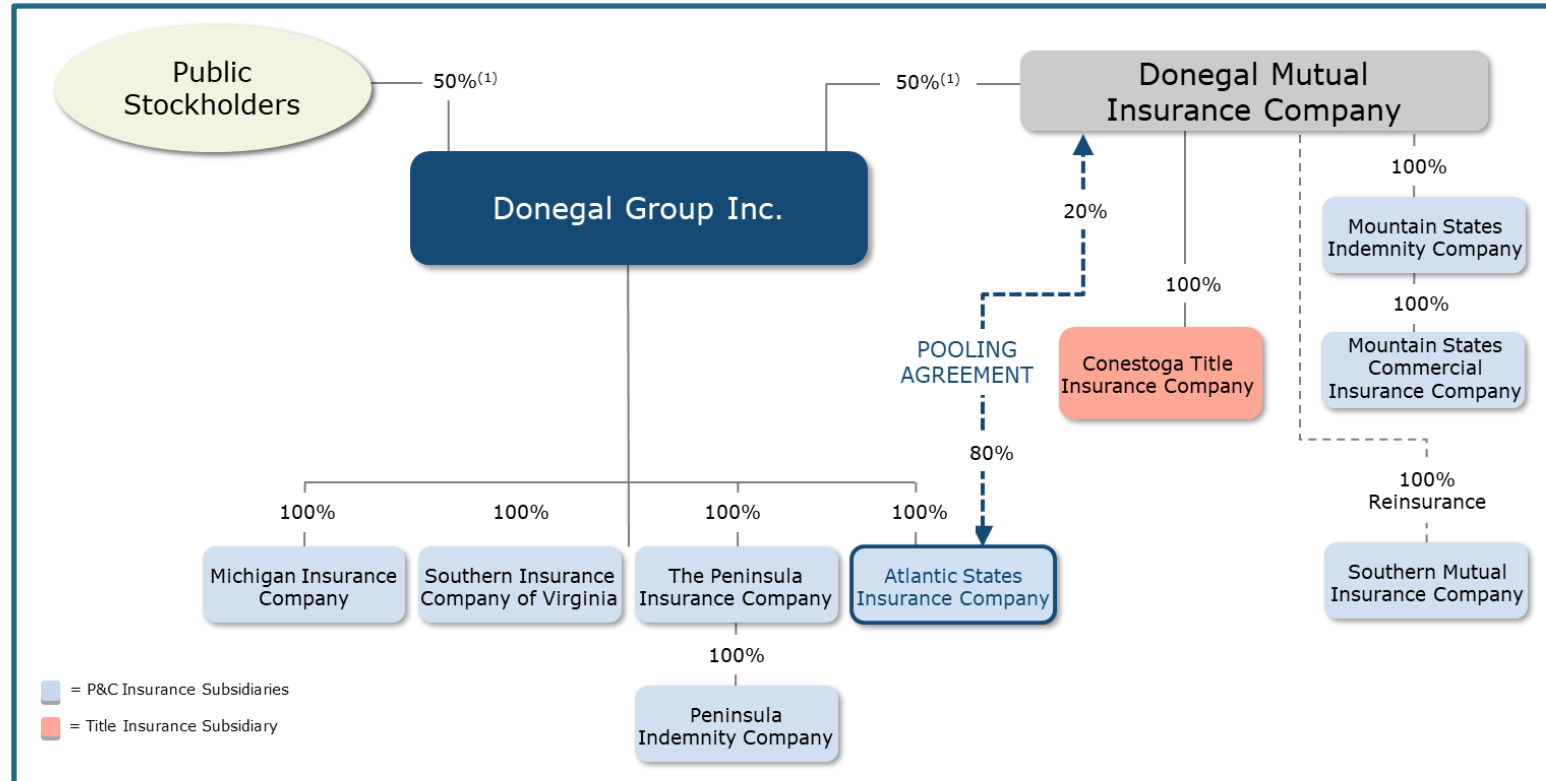 Public
Stockholders
50%(1)
50%(1)
Donegal Mutual
Insurance Company
Donegal Group Inc.
20%
100%
100%
Mountain States
Indemnity Company
100%
Mountain States
Commercial
Insurance Company
POOLING
AGREEMENT
Conestoga Title
Insurance Company
80%
100%
Reinsurance
Southern Mutual
Insurance Company
100%
100%
100%
100%
Michigan Insurance
Company
Southern Insurance
Company of Virginia
The Peninsula
Insurance Company
Atlantic States
Insurance Company
100%
Peninsula
Indemnity Company
= P&C Insurance Subsidiaries
= Title Insurance Subsidiary